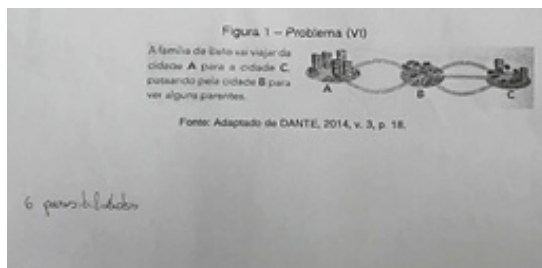 Figura 1 – Problema (VI)
A família de Beto vai viajar da
cidade A para a cidade C,
passando pela cidade B para
ver alguns parentes.
A
B
C
Fonte: Adaptado de DANTE, 2014, v. 3, p. 18.
6 possibilidades